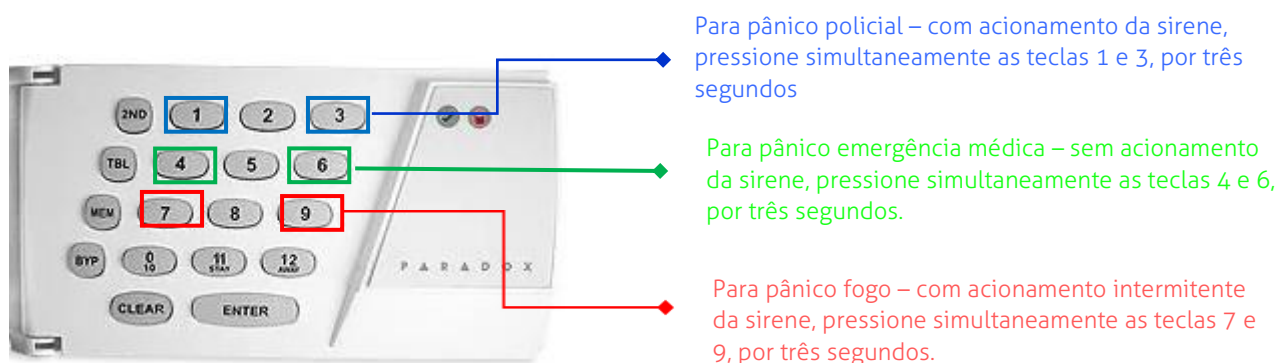 Para pânico policial – com acionamento da sirene,
pressione simultaneamente as teclas 1 e 3, por três
segundos
Para pânico emergência médica – sem acionamento
da sirene, pressione simultaneamente as teclas 4 e 6,
por três segundos.
Para pânico fogo – com acionamento intermitente
da sirene, pressione simultaneamente as teclas 7 e
9, por três segundos.
2ND 1 2 3
TBL 4 5 6
MEM 7 8 9
BYP 0 11 12
10 STAY AWAY
CLEAR ENTER
PARADOX